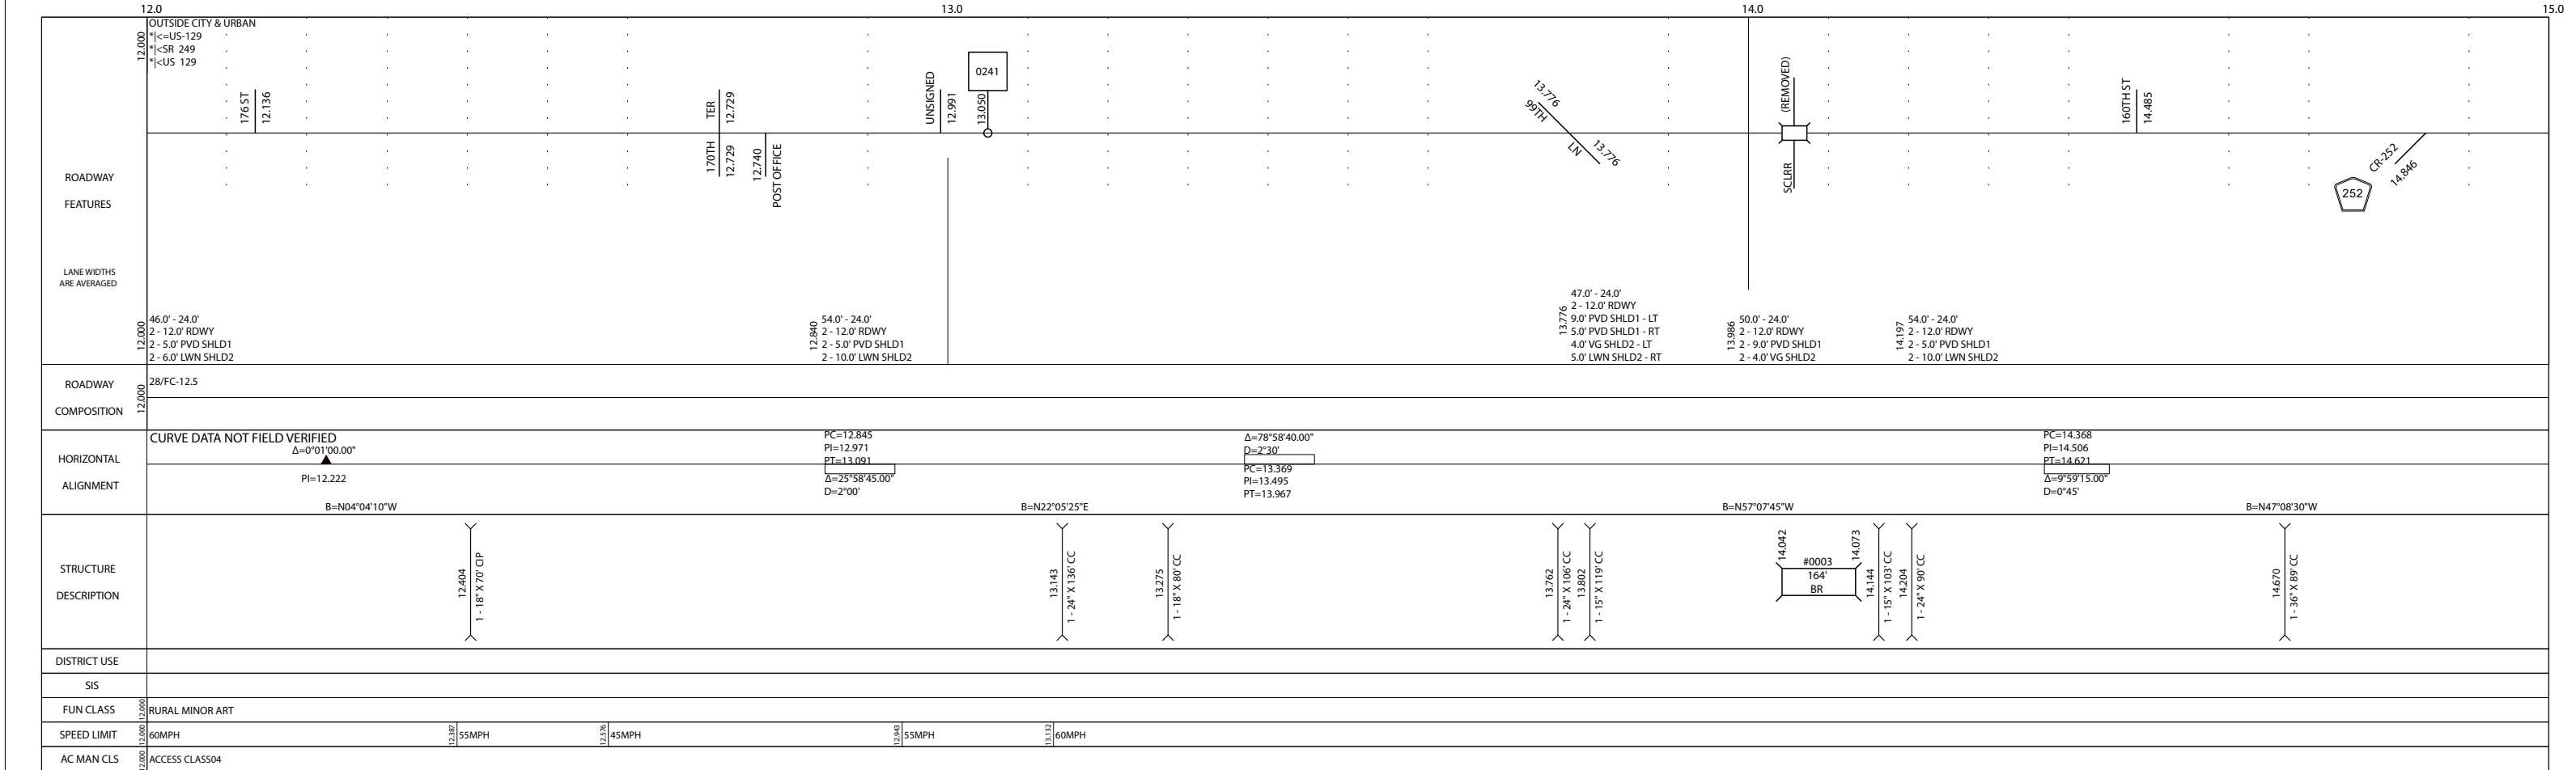 12.0
13.0
14.0
15.0
12.000
OUTSIDE CITY & URBAN
*|<=US-129
*|<SR 249
*|<US 129
176 ST
12.136
TER
12.729
170TH
12.729
12.740
POST OFFICE
UNSIGNED
12.991
0241
13.050
13.776
99TH
LN
13.776
(REMOVED)
SCLRR
160TH ST
14.485
CR-252
14.846
252
ROADWAY
FEATURES
LANE WIDTHS
ARE AVERAGED
12.000
46.0' - 24.0'
2 - 12.0' RDWY
2 - 5.0' PVD SHLD1
2 - 6.0' LWN SHLD2
12.840
54.0' - 24.0'
2 - 12.0' RDWY
2 - 5.0' PVD SHLD1
2 - 10.0' LWN SHLD2
13.776
47.0' - 24.0'
2 - 12.0' RDWY
9.0' PVD SHLD1 - LT
5.0' PVD SHLD1 - RT
4.0' VG SHLD2 - LT
5.0' LWN SHLD2 - RT
13.986
50.0' - 24.0'
2 - 12.0' RDWY
2 - 9.0' PVD SHLD1
2 - 4.0' VG SHLD2
14.197
54.0' - 24.0'
2 - 12.0' RDWY
2 - 5.0' PVD SHLD1
2 - 10.0' LWN SHLD2
ROADWAY
COMPOSITION
12.000
28/FC-12.5
HORIZONTAL
ALIGNMENT
CURVE DATA NOT FIELD VERIFIED
Δ=0°01'00.00"
PI=12.222
B=N04°04'10"W
PC=12.845
PI=12.971
PT=13.091
Δ=25°58'45.00"
D=2°00'
B=N22°05'25"E
Δ=78°58'40.00"
D=2°30'
PC=13.369
PI=13.495
PT=13.967
B=N57°07'45"W
PC=14.368
PI=14.506
PT=14.621
Δ=9°59'15.00"
D=0°45'
B=N47°08'30"W
STRUCTURE
DESCRIPTION
12.404
1 - 18" X 70' CIP
13.143
1 - 24" X 136' CC
13.275
1 - 18" X 80' CC
13.762
1 - 24" X 106' CC
13.802
1 - 15" X 119' CC
14.042
#0003
164'
BR
14.073
14.144
1 - 15" X 103' CC
14.204
1 - 24" X 90' CC
14.670
1 - 36" X 89' CC
DISTRICT USE
SIS
FUN CLASS
12.000
RURAL MINOR ART
SPEED LIMIT
12.000
60MPH
12.387
55MPH
12.576
45MPH
12.943
55MPH
13.132
60MPH
AC MAN CLS
12.000
ACCESS CLASS04